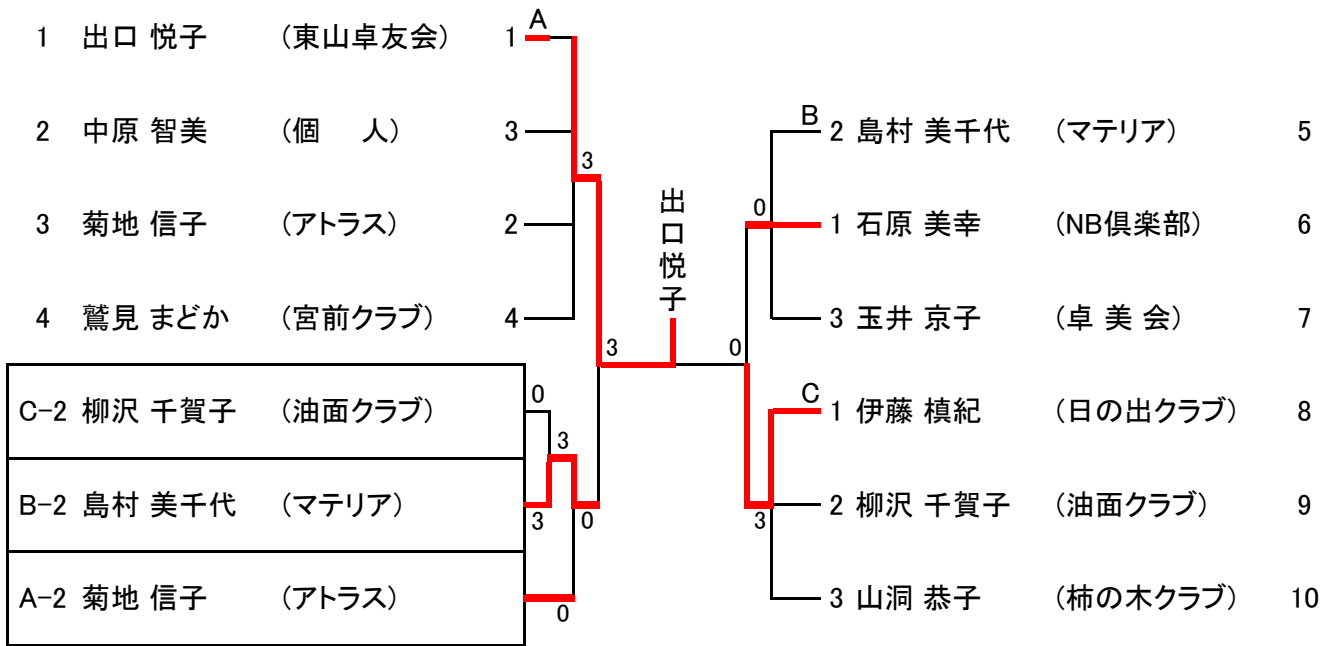 A
1 出口 悦子 (東山卓友会) 1
2 中原 智美 (個 人) 3
3 菊地 信子 (アトラス) 2
4 鷲見 まどか (宮前クラブ) 4
3
C-2 柳沢 千賀子 (油面クラブ) 0
3
B-2 島村 美千代 (マテリア) 3
0
A-2 菊地 信子 (アトラス) 0
3
出口悦子
0
B
2 島村 美千代 (マテリア) 5
0
1 石原 美幸 (NB倶楽部) 6
3 玉井 京子 (卓 美 会) 7
C
1 伊藤 槙紀 (日の出クラブ) 8
3
2 柳沢 千賀子 (油面クラブ) 9
3 山洞 恭子 (柿の木クラブ) 10